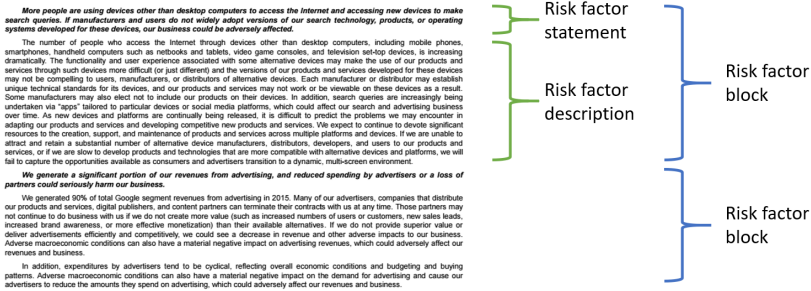 More people are using devices other than desktop computers to access the Internet and accessing new devices to make
search queries. If manufacturers and users do not widely adopt versions of our search technology, products, or operating
systems developed for these devices, our business could be adversely affected.
The number of people who access the Internet through devices other than desktop computers, including mobile phones,
smartphones, handheld computers such as netbooks and tablets, video game consoles, and television set-top devices, is increasing
dramatically. The functionality and user experience associated with some alternative devices may make the use of our products and
services through such devices more difficult (or just different) and the versions of our products and services developed for these devices
may not be compelling to users, manufacturers, or distributors of alternative devices. Each manufacturer or distributor may establish
unique technical standards for its devices, and our products and services may not work or be viewable on these devices as a result.
Some manufacturers may also elect not to include our products on their devices. In addition, search queries are increasingly being
undertaken via "apps" tailored to particular devices or social media platforms, which could affect our search and advertising business
over time. As new devices and platforms are continually being released, it is difficult to predict the problems we may encounter in
adapting our products and services and developing competitive new products and services. We expect to continue to devote significant
resources to the creation, support, and maintenance of products and services across multiple platforms and devices. If we are unable to
attract and retain a substantial number of alternative device manufacturers, distributors, developers, and users to our products and
services, or if we are slow to develop products and technologies that are more compatible with alternative devices and platforms, we will
fail to capture the opportunities available as consumers and advertisers transition to a dynamic, multi-screen environment.
We generate a significant portion of our revenues from advertising, and reduced spending by advertisers or a loss of
partners could seriously harm our business.
We generated 90% of total Google segment revenues from advertising in 2015. Many of our advertisers, companies that distribute
our products and services, digital publishers, and content partners can terminate their contracts with us at any time. Those partners may
not continue to do business with us if we do not create more value (such as increased numbers of users or customers, new sales leads,
increased brand awareness, or more effective monetization) than their available alternatives. If we do not provide superior value or
deliver advertisements efficiently and competitively, we could see a decrease in revenue and other adverse impacts to our business.
Adverse macroeconomic conditions can also have a material negative impact on advertising revenues, which could adversely affect our
revenues and business.
In addition, expenditures by advertisers tend to be cyclical, reflecting overall economic conditions and budgeting and buying
patterns. Adverse macroeconomic conditions can also have a material negative impact on the demand for advertising and cause our
advertisers to reduce the amounts they spend on advertising, which could adversely affect our revenues and business.
Risk factor
statement
Risk factor
description
Risk factor
block
Risk factor
block